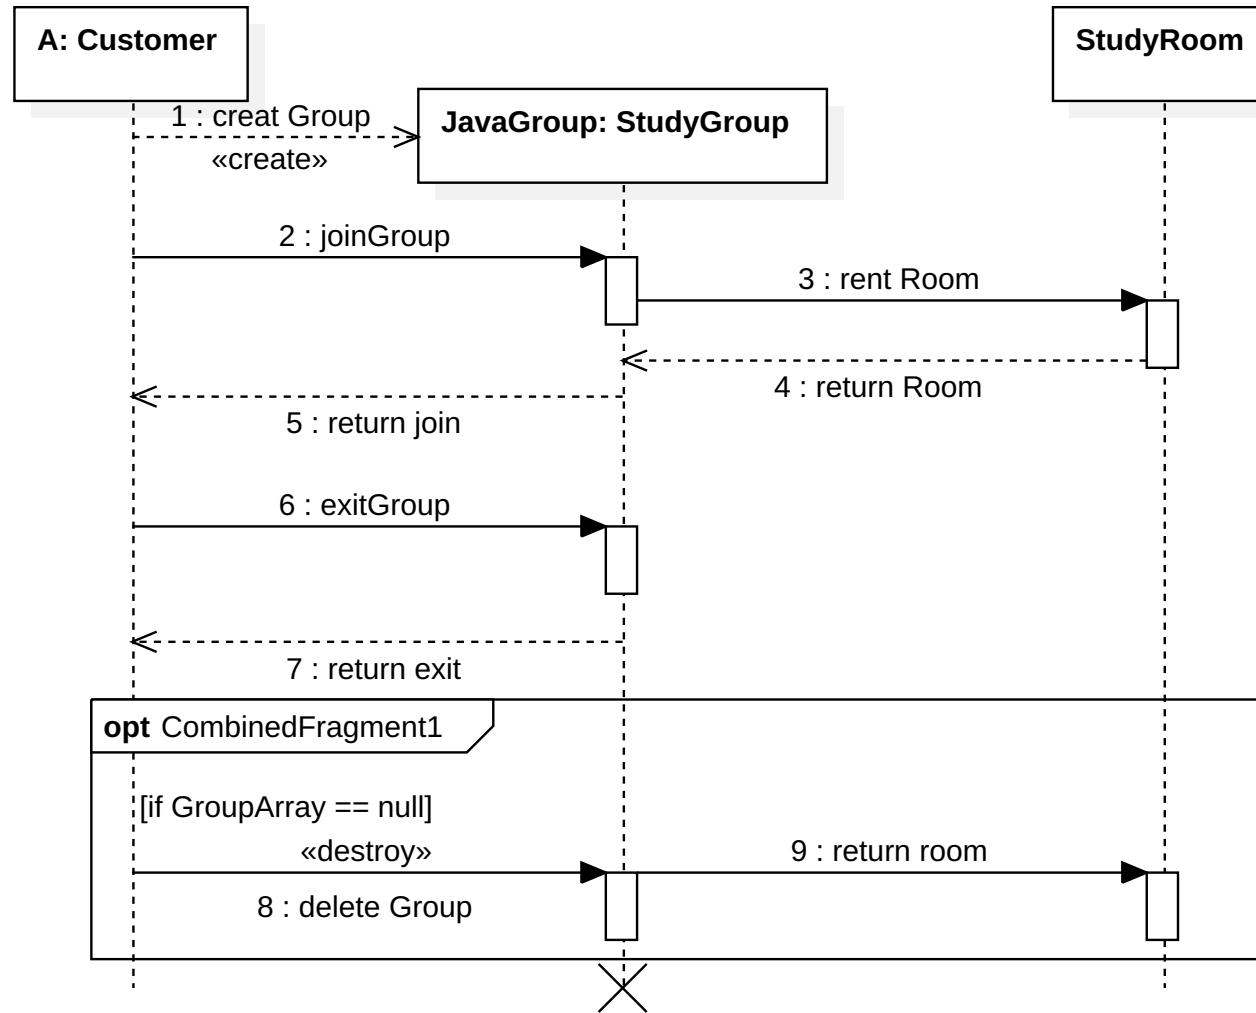 A: Customer
StudyRoom
1 : creat Group
JavaGroup: StudyGroup
«create»
2 : joinGroup
3 : rent Room
4 : return Room
5 : return join
6 : exitGroup
7 : return exit
opt CombinedFragment1
[if GroupArray == null]
«destroy»
9 : return room
8 : delete Group